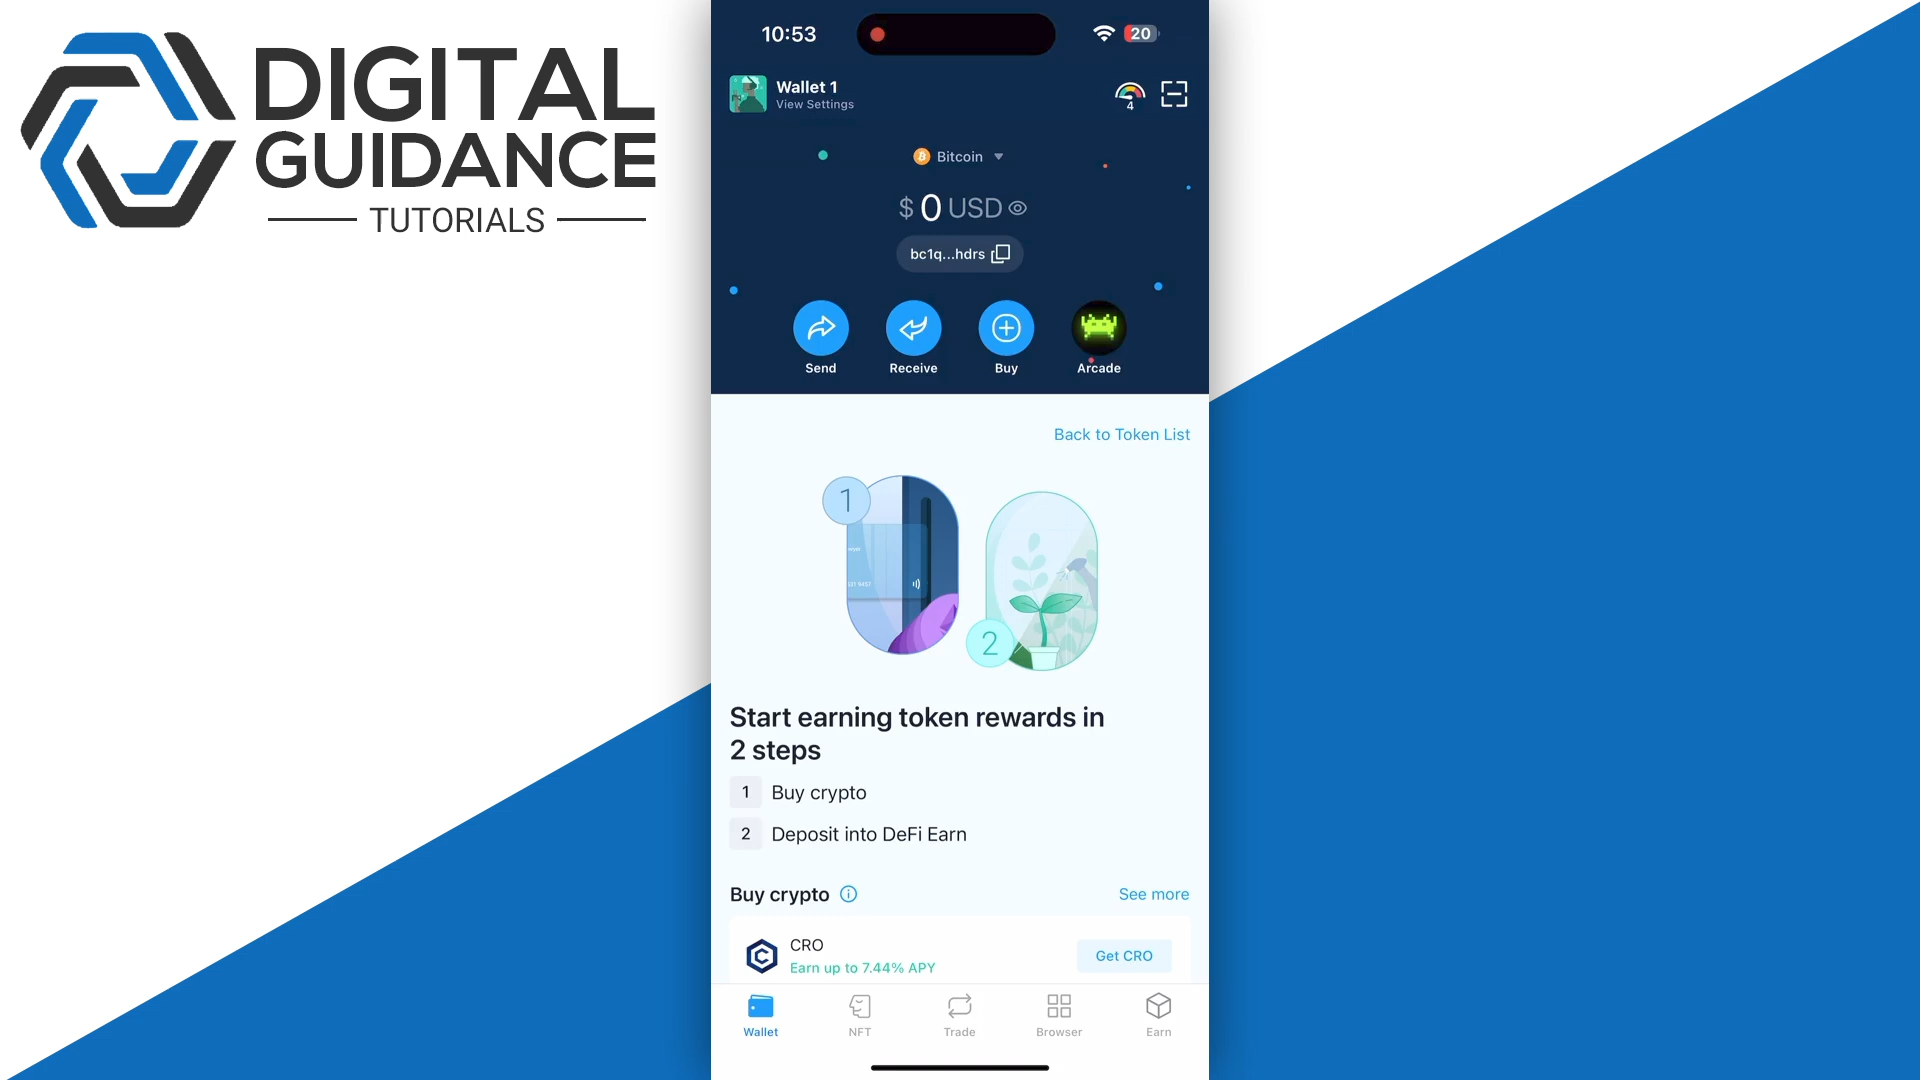 DIGITAL
GUIDANCE
TUTORIALS
10:53
20
Wallet 1
View Settings
4
Bitcoin
$ 0 USD
bc1q...hdrs
Send
Receive
Buy
Arcade
Back to Token List
1
2
Start earning token rewards in
2 steps
1 Buy crypto
2 Deposit into DeFi Earn
Buy crypto
See more
CRO
Earn up to 7.44% APY
Get CRO
Wallet
NFT
Trade
Browser
Earn